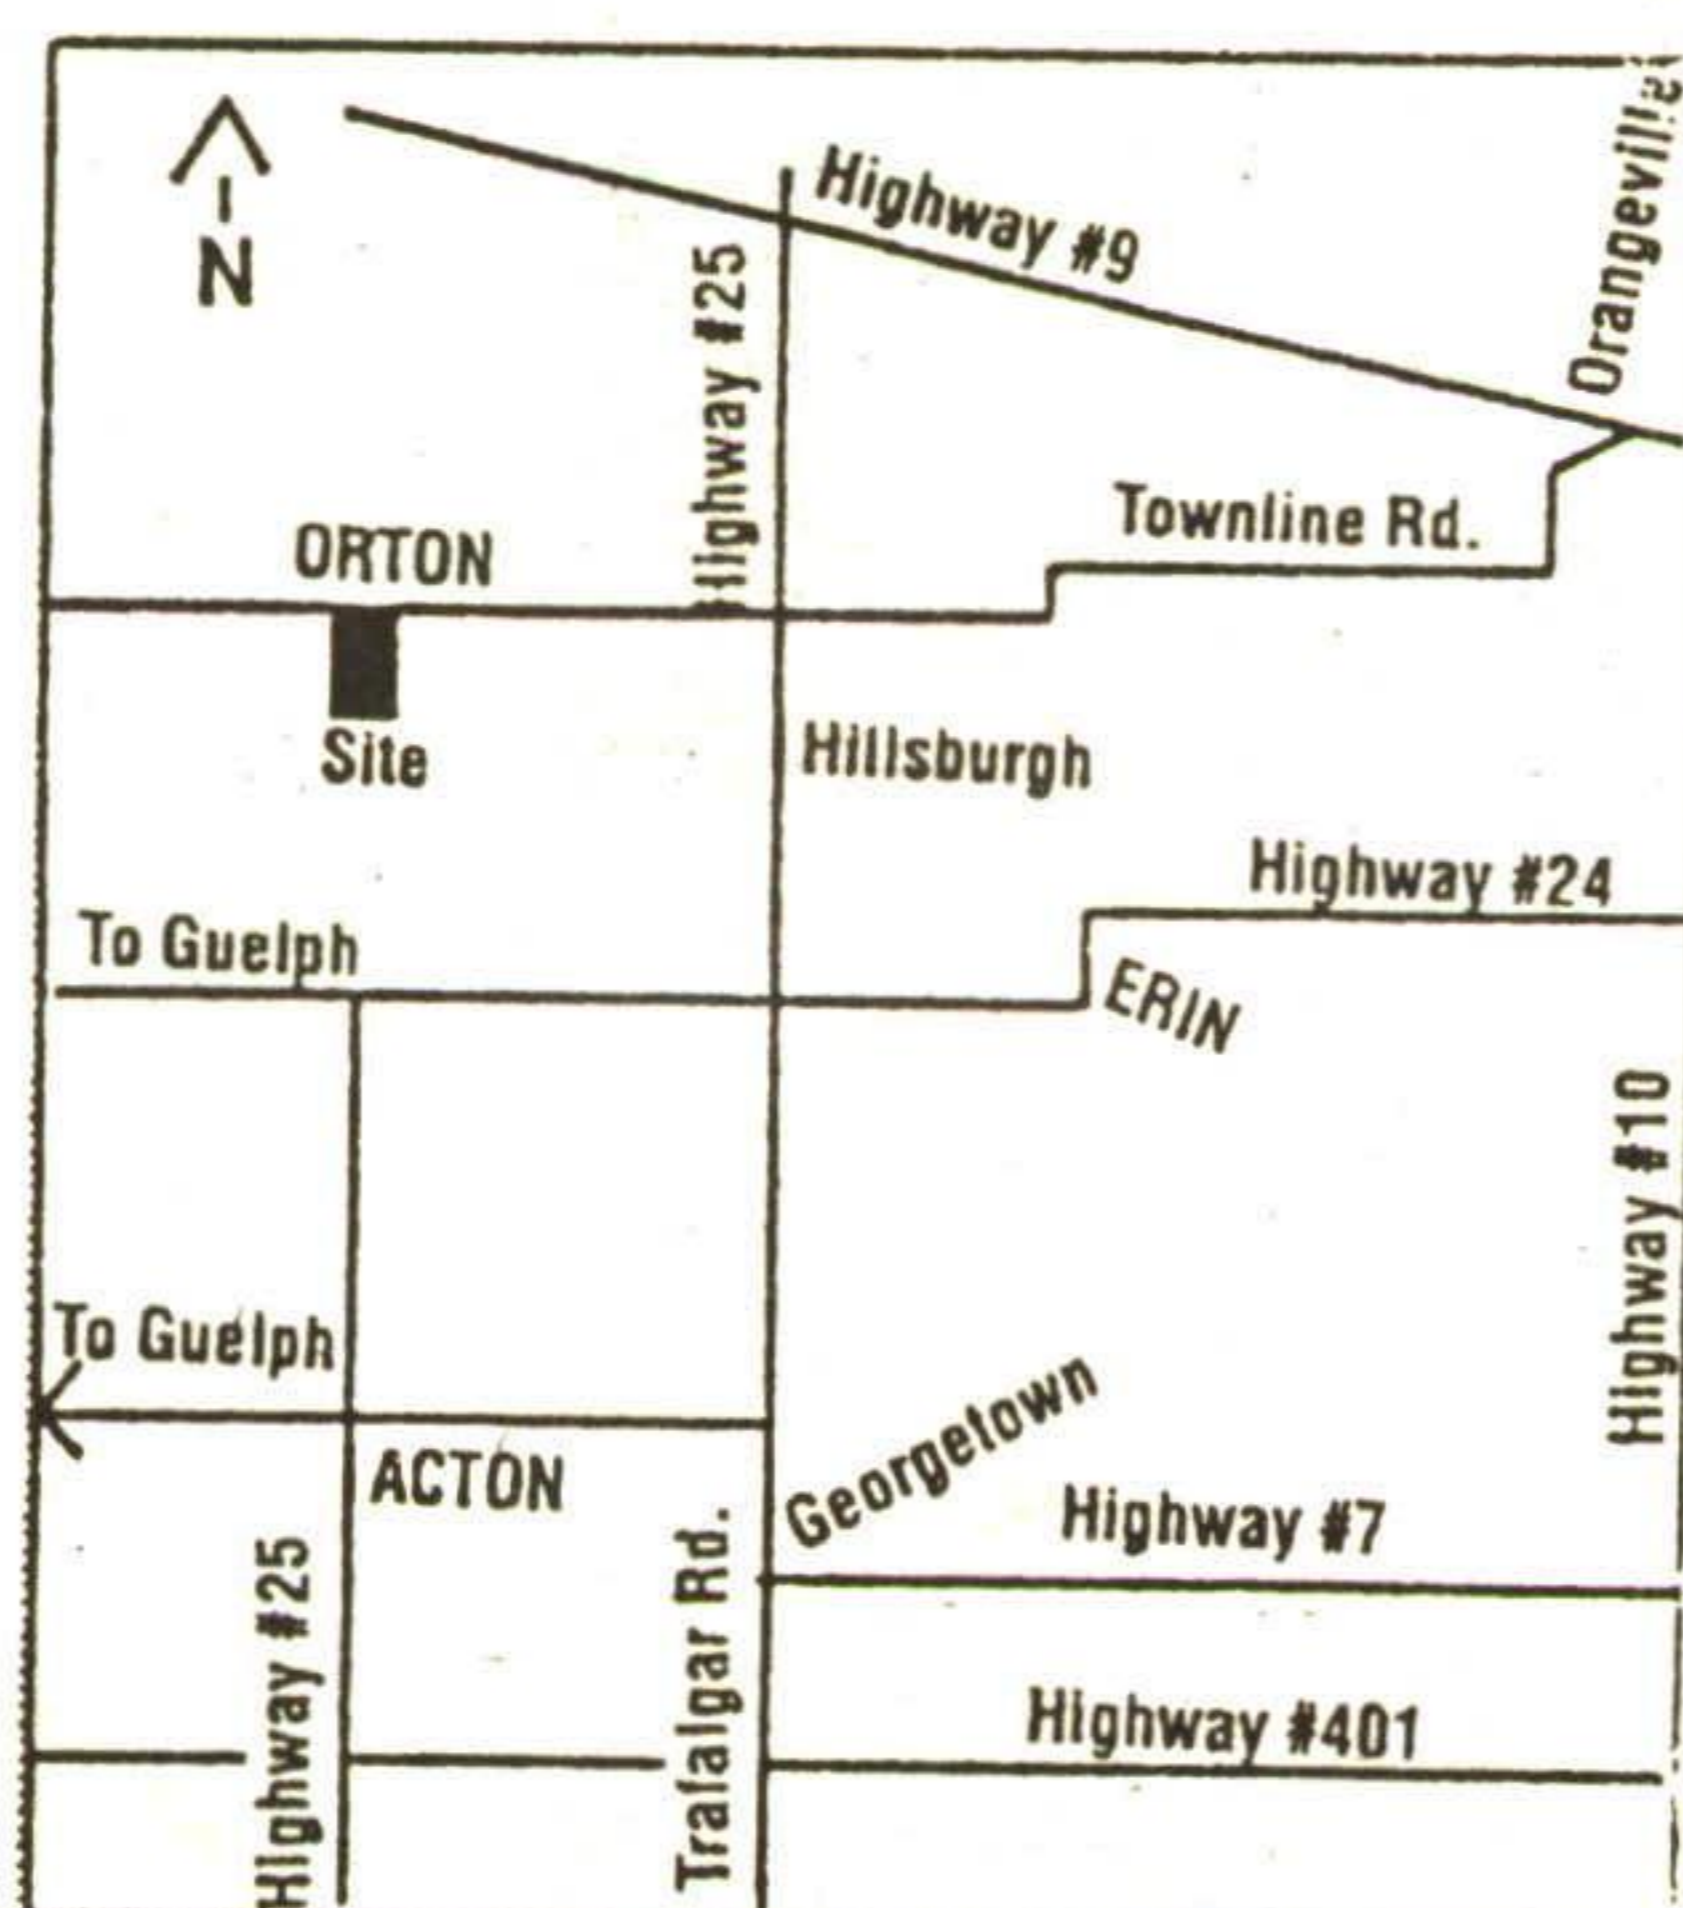 Orangeville
N
Highway #9
Highway #25
Townline Rd.
ORTON
Site
Hillsburgh
Highway #24
To Guelph
ERIN
Highway #10
To Guelph
Georgetown
ACTON
Highway #7
Highway #25
Trafalgar Rd.
Highway #401